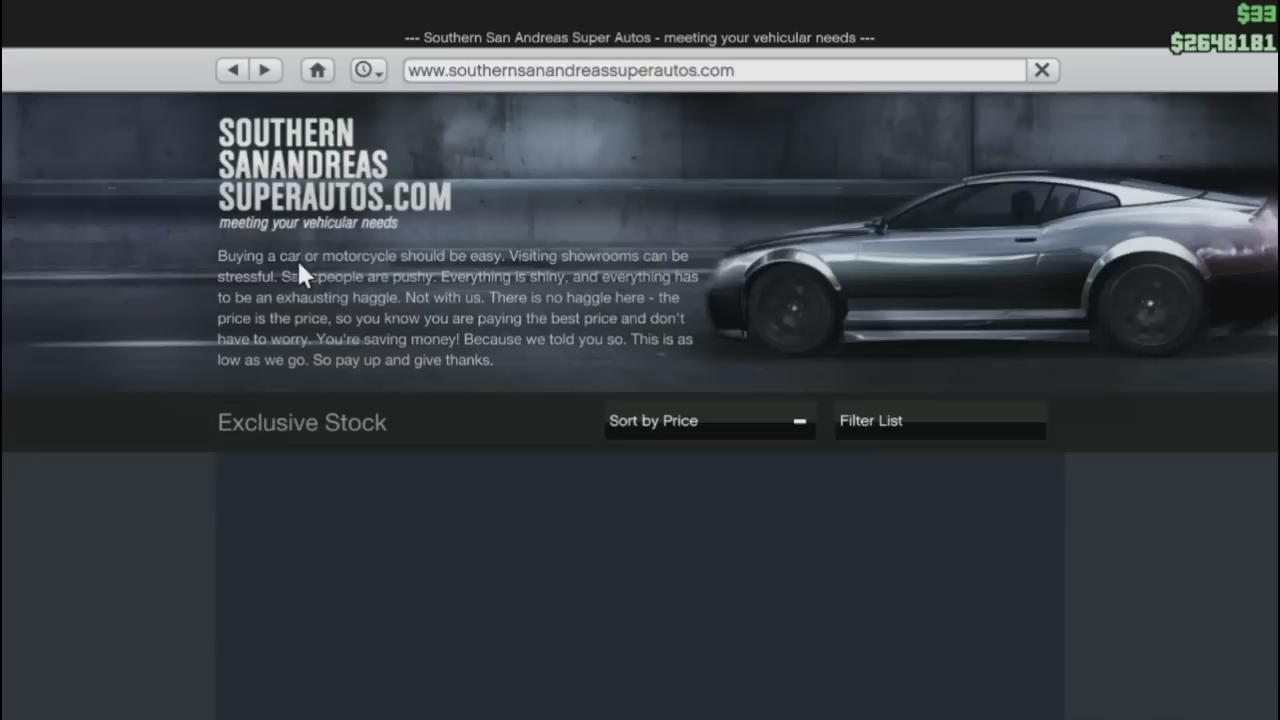 $33
--- Southern San Andreas Super Autos - meeting your vehicular needs ---
$2648181
www.southernsanandreassuperautos.com
SOUTHERN
SANANDREAS
SUPERAUTOS.COM
meeting your vehicular needs
Buying a car or motorcycle should be easy. Visiting showrooms can be
stressful. Salespeople are pushy. Everything is shiny, and everything has
to be an exhausting haggle. Not with us. There is no haggle here - the
price is the price, so you know you are paying the best price and don't
have to worry. You're saving money! Because we told you so. This is as
low as we go. So pay up and give thanks.
Exclusive Stock
Sort by Price
Filter List